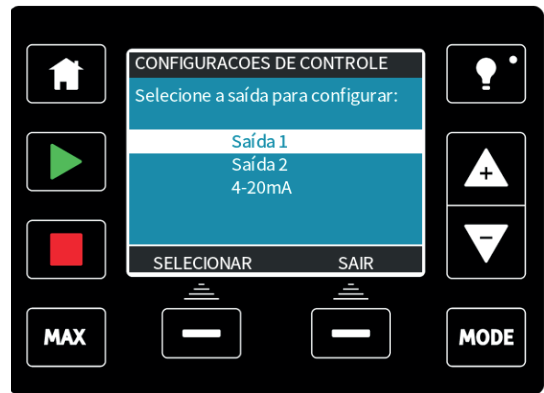 CONFIGURACOES DE CONTROLE
Selecione a saída para configurar:
Saída 1
Saída 2
4-20mA
SELECIONAR SAIR
MAX
MODE